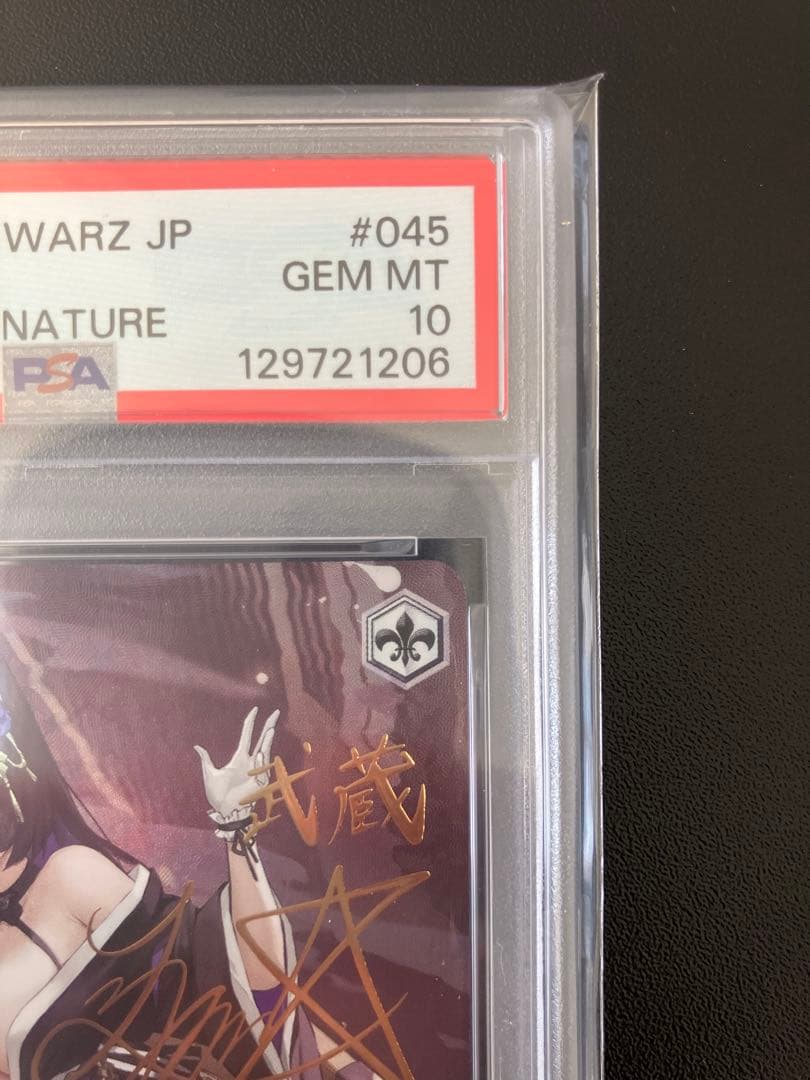 WARZ JP #045
GEM MT
NATURE 10
PSA 129721206
武蔵